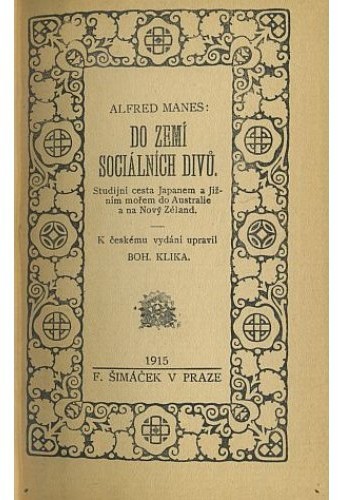 ALFRED MANES:
DO ZEMÍ
SOCIÁLNÍCH DIVŮ.
Studijní cesta Japanem a Již-
ním mořem do Australie
a na Nový Zéland.
K českému vydání upravil
BOH. KLIKA.
1915
F. ŠIMÁČEK V PRAZE